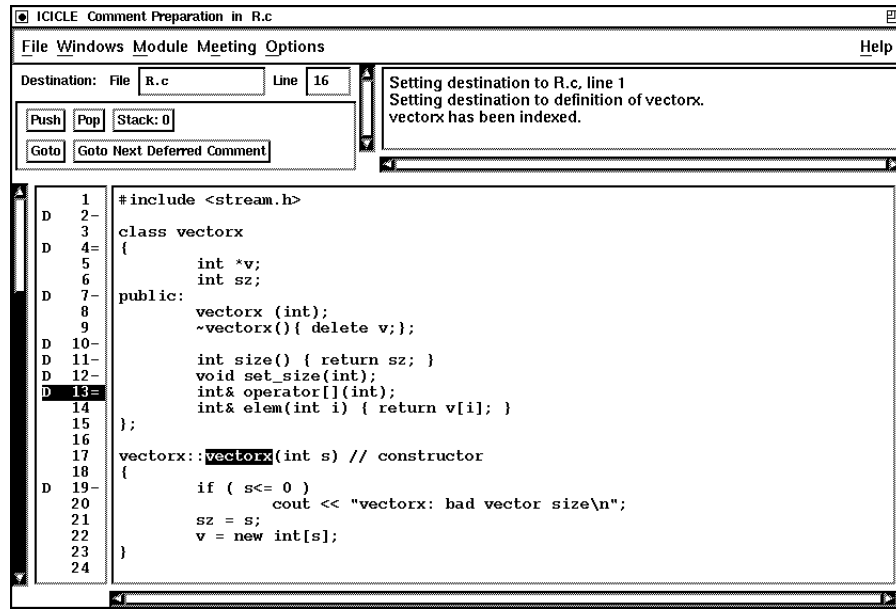 ICICLE Comment Preparation in R.c
File Windows Module Meeting Options Help
Destination: File R.c Line 16
Push Pop Stack: 0
Goto Goto Next Deferred Comment
Setting destination to R.c, line 1
Setting destination to definition of vectorx.
vectorx has been indexed.
1 #include <stream.h>
D 2-
3 class vectorx
D 4= {
5 int *v;
6 int sz;
D 7- public:
8 vectorx (int);
9 ~vectorx(){ delete v;};
D 10-
D 11- int size() { return sz; }
D 12- void set_size(int);
D 13= int& operator[](int);
14 int& elem(int i) { return v[i]; }
15 };
16
17 vectorx::vectorx(int s) // constructor
18 {
D 19- if ( s<= 0 )
20 cout << "vectorx: bad vector size\n";
21 sz = s;
22 v = new int[s];
23 }
24